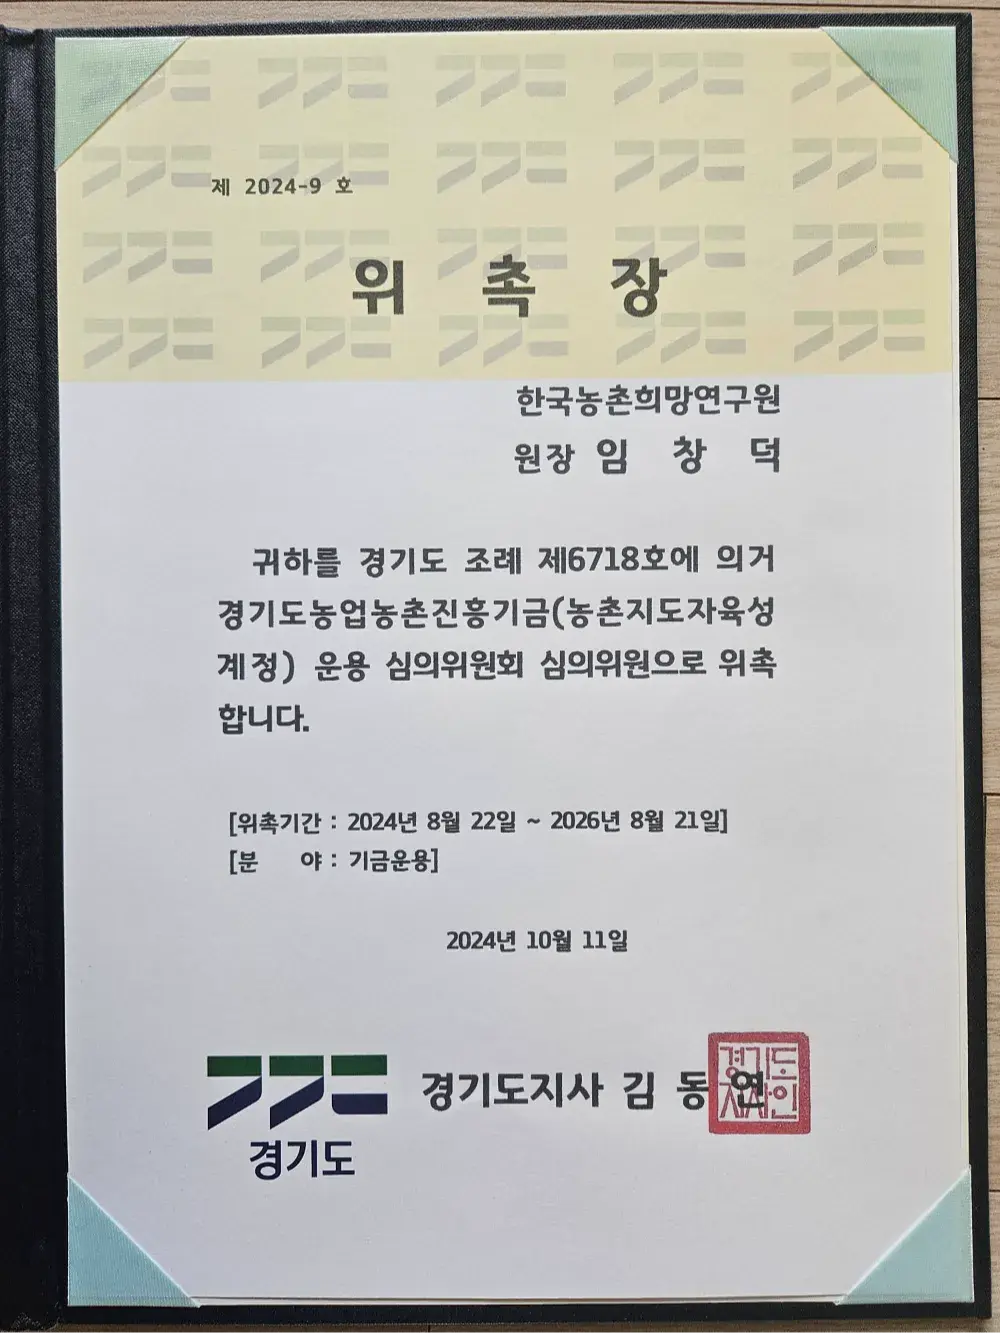 제 2024-9 호
위 촉 장
한국농촌희망연구원
원장 임 창 덕
귀하를 경기도 조례 제6718호에 의거
경기도농업농촌진흥기금(농촌지도자육성
계정) 운용 심의위원회 심의위원으로 위촉
합니다.
[위촉기간 : 2024년 8월 22일 ~ 2026년 8월 21일]
[분 야 : 기금운용]
2024년 10월 11일
경기도지사 김 동 연
경기도
지사인
경기도